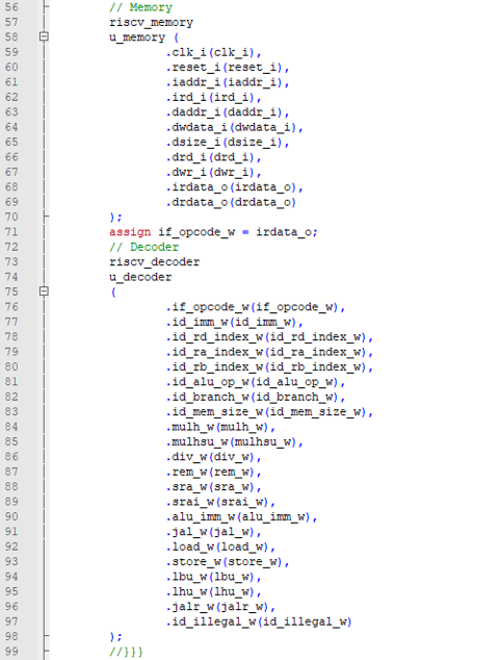 56 // Memory
57 riscv_memory
58 u_memory (
59 .clk_i(clk_i),
60 .reset_i(reset_i),
61 .iaddr_i(iaddr_i),
62 .ird_i(ird_i),
63 .daddr_i(daddr_i),
64 .dwdata_i(dwdata_i),
65 .dsize_i(dsize_i),
66 .drd_i(drd_i),
67 .dwr_i(dwr_i),
68 .irdata_o(irdata_o),
69 .drdata_o(drdata_o)
70 );
71 assign if_opcode_w = irdata_o;
72 // Decoder
73 riscv_decoder
74 u_decoder
75 (
76 .if_opcode_w(if_opcode_w),
77 .id_imm_w(id_imm_w),
78 .id_rd_index_w(id_rd_index_w),
79 .id_ra_index_w(id_ra_index_w),
80 .id_rb_index_w(id_rb_index_w),
81 .id_alu_op_w(id_alu_op_w),
82 .id_branch_w(id_branch_w),
83 .id_mem_size_w(id_mem_size_w),
84 .mulh_w(mulh_w),
85 .mulhsu_w(mulhsu_w),
86 .div_w(div_w),
87 .rem_w(rem_w),
88 .sra_w(sra_w),
89 .srai_w(srai_w),
90 .alu_imm_w(alu_imm_w),
91 .jal_w(jal_w),
92 .load_w(load_w),
93 .store_w(store_w),
94 .lbu_w(lbu_w),
95 .lhu_w(lhu_w),
96 .jalr_w(jalr_w),
97 .id_illegal_w(id_illegal_w)
98 );
99 //}}}